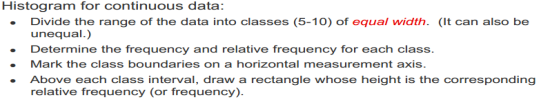 Histogram for continuous data:
• Divide the range of the data into classes (5-10) of equal width. (It can also be
unequal.)
• Determine the frequency and relative frequency for each class.
• Mark the class boundaries on a horizontal measurement axis.
• Above each class interval, draw a rectangle whose height is the corresponding
relative frequency (or frequency).